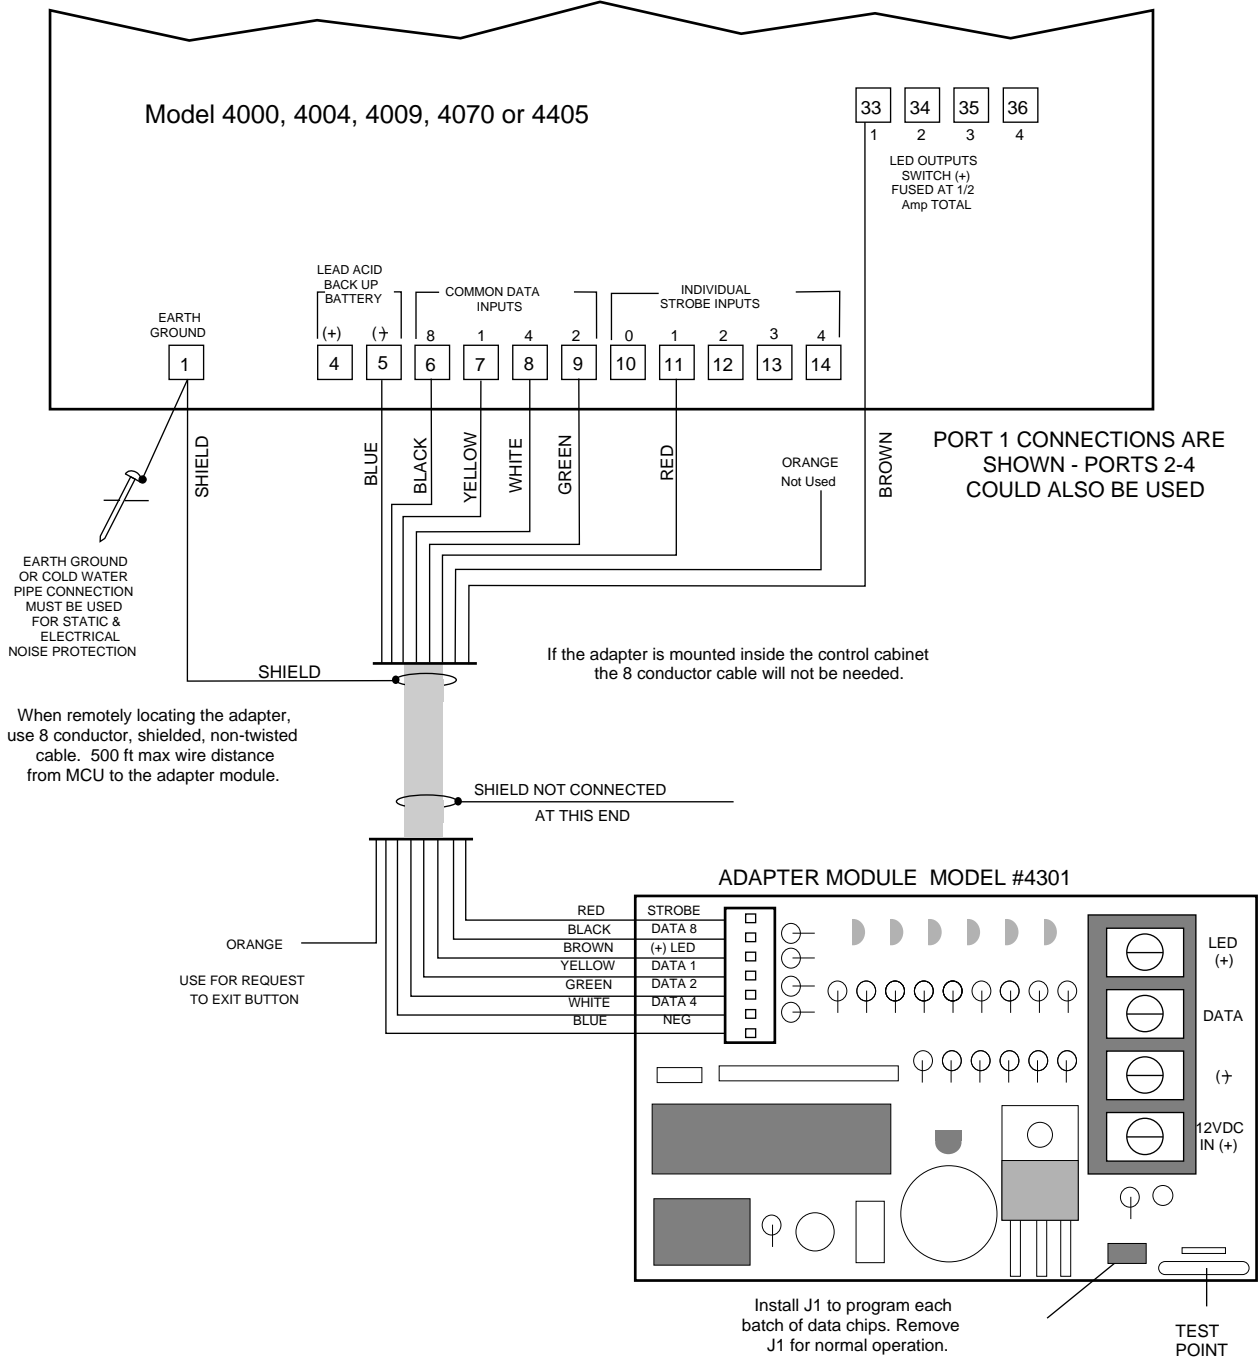 Model 4000, 4004, 4009, 4070 or 4405
33 34 35 36
1 2 3 4
LED OUTPUTS
SWITCH (+)
FUSED AT 1/2
Amp TOTAL
EARTH
GROUND
LEAD ACID
BACK UP
BATTERY
COMMON DATA
INPUTS
INDIVIDUAL
STROBE INPUTS
(+) (-) 8 1 4 2 0 1 2 3 4
1 4 5 6 7 8 9 10 11 12 13 14
SHIELD
BLUE
BLACK
YELLOW
WHITE
GREEN
RED
ORANGE
Not Used
BROWN
PORT 1 CONNECTIONS ARE
SHOWN - PORTS 2-4
COULD ALSO BE USED
EARTH GROUND
OR COLD WATER
PIPE CONNECTION
MUST BE USED
FOR STATIC &
ELECTRICAL
NOISE PROTECTION
SHIELD
If the adapter is mounted inside the control cabinet
the 8 conductor cable will not be needed.
When remotely locating the adapter,
use 8 conductor, shielded, non-twisted
cable. 500 ft max wire distance
from MCU to the adapter module.
SHIELD NOT CONNECTED
AT THIS END
ADAPTER MODULE MODEL #4301
RED STROBE
BLACK DATA 8
BROWN (+) LED
YELLOW DATA 1
GREEN DATA 2
WHITE DATA 4
BLUE NEG
ORANGE
USE FOR REQUEST
TO EXIT BUTTON
LED
(+)
DATA
(-)
12VDC
IN (+)
Install J1 to program each
batch of data chips. Remove
J1 for normal operation.
TEST
POINT